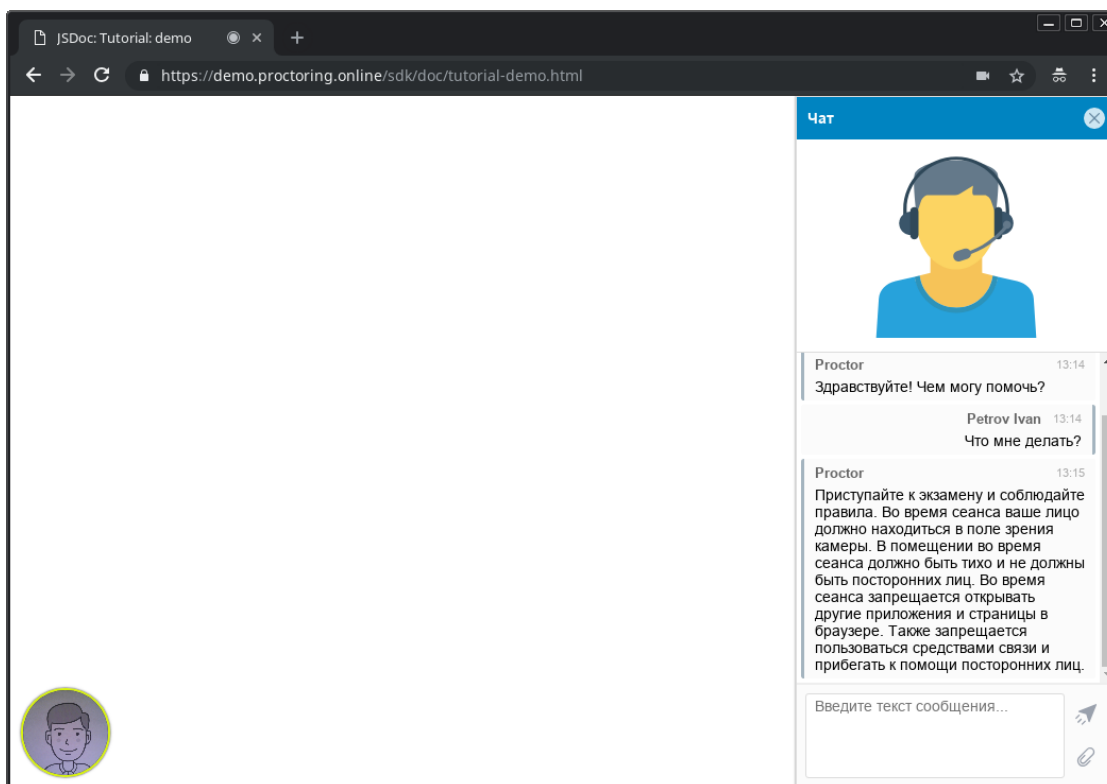 JSDoc: Tutorial: demo
https://demo.proctoring.online/sdk/doc/tutorial-demo.html
Чат
Proctor 13:14
Здравствуйте! Чем могу помочь?
Petrov Ivan 13:14
Что мне делать?
Proctor 13:15
Приступайте к экзамену и соблюдайте
правила. Во время сеанса ваше лицо
должно находиться в поле зрения
камеры. В помещении во время
сеанса должно быть тихо и не должны
быть посторонних лиц. Во время
сеанса запрещается открывать
другие приложения и страницы в
браузере. Также запрещается
пользоваться средствами связи и
прибегать к помощи посторонних лиц.
Введите текст сообщения...